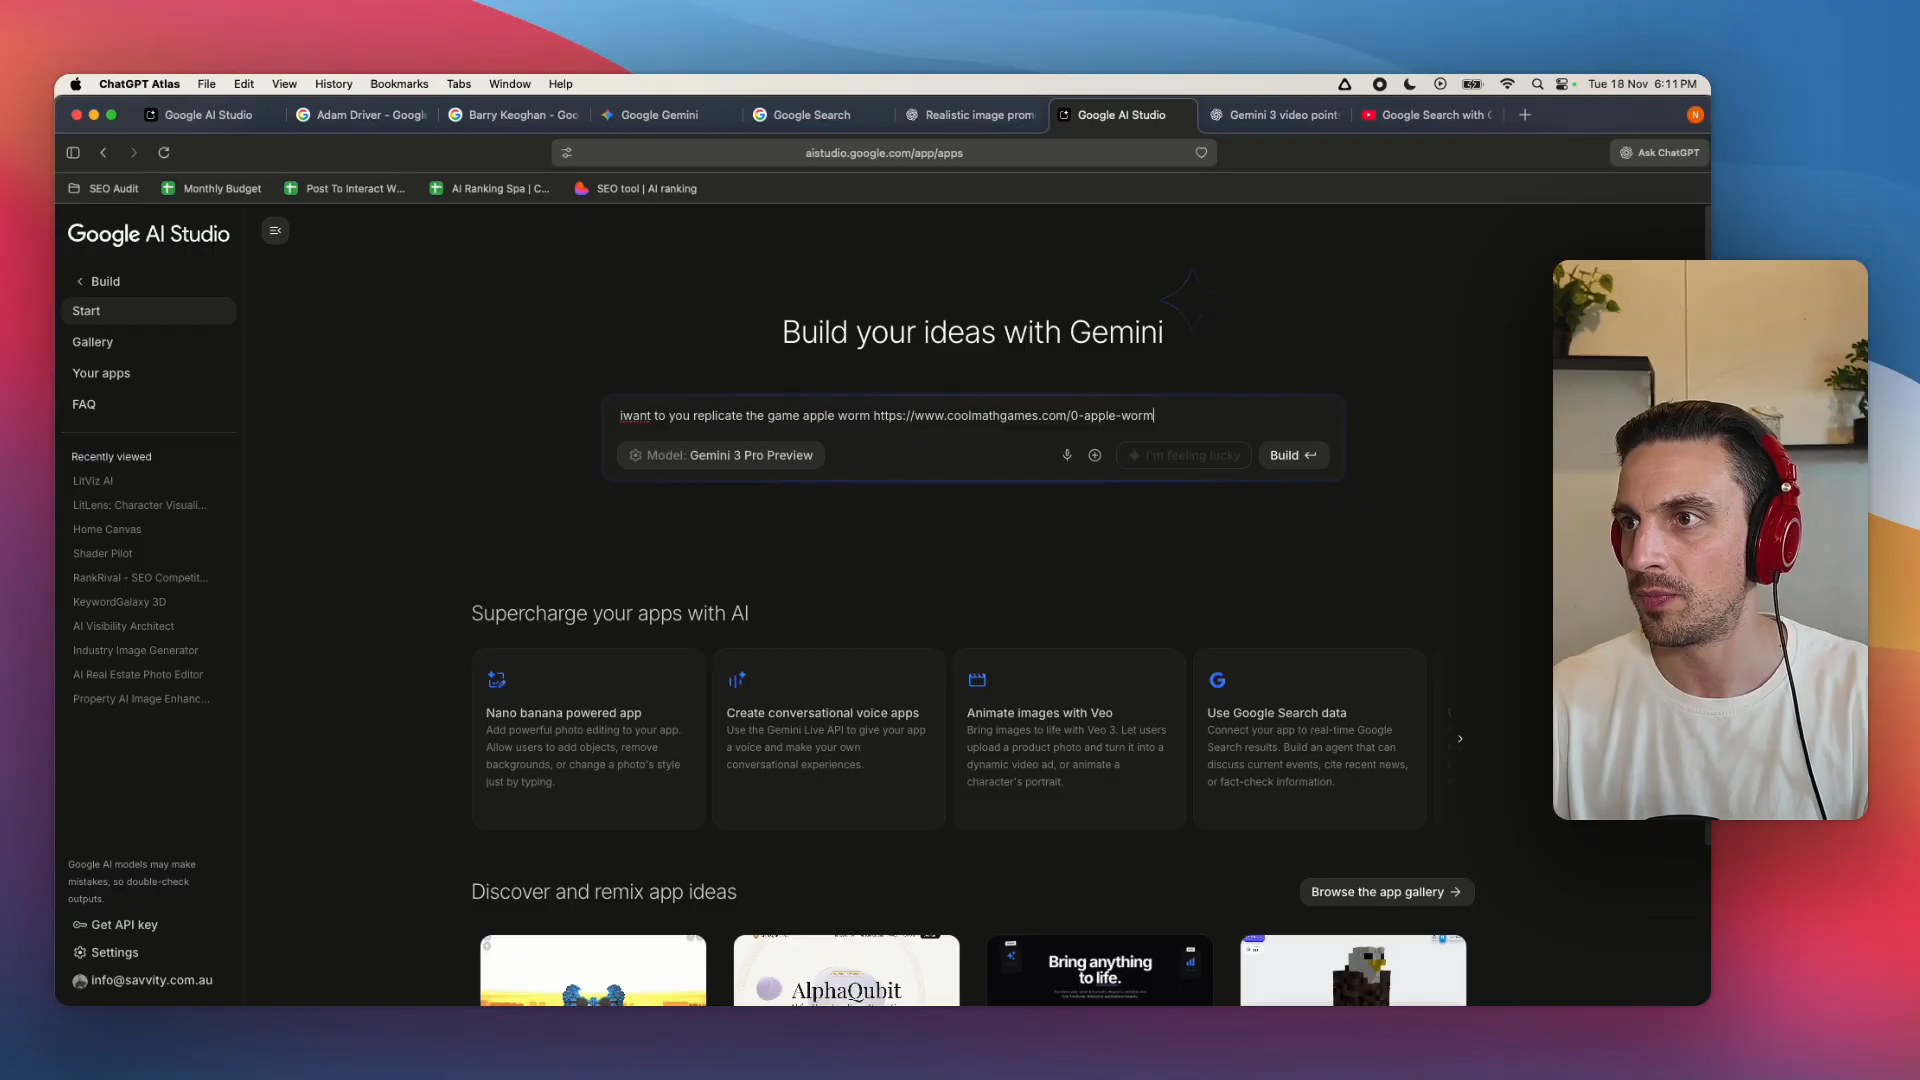 ChatGPT Atlas File Edit View History Bookmarks Tabs Window Help
Tue 18 Nov 6:11 PM
Google AI Studio
Adam Driver - Googl
Barry Keoghan - Goo
Google Gemini
Google Search
Realistic image prom
Google AI Studio
Gemini 3 video point
Google Search with
N
aistudio.google.com/app/apps
Ask ChatGPT
SEO Audit
Monthly Budget
Post To Interact W...
AI Ranking Spa | C...
SEO tool | AI ranking
Google AI Studio
Build
Start
Gallery
Your apps
FAQ
Recently viewed
LitViz AI
LitLens: Character Visuali...
Home Canvas
Shader Pilot
RankRival - SEO Competit...
KeywordGalaxy 3D
AI Visibility Architect
Industry Image Generator
AI Real Estate Photo Editor
Property AI Image Enhanc...
Google AI models may make
mistakes, so double-check
outputs.
Get API key
Settings
info@savvity.com.au
Build your ideas with Gemini
iwant to you replicate the game apple worm https://www.coolmathgames.com/0-apple-worm
Model: Gemini 3 Pro Preview
I'm feeling lucky
Build
Supercharge your apps with AI
Nano banana powered app
Add powerful photo editing to your app.
Allow users to add objects, remove
backgrounds, or change a photo's style
just by typing.
Create conversational voice apps
Use the Gemini Live API to give your app
a voice and make your own
conversational experiences.
Animate images with Veo
Bring images to life with Veo 3. Let users
upload a product photo and turn it into a
dynamic video ad, or animate a
character's portrait.
Use Google Search data
Connect your app to real-time Google
Search results. Build an agent that can
discuss current events, cite recent news,
or fact-check information.
Discover and remix app ideas
Browse the app gallery
AlphaQubit
Bring anything
to life.